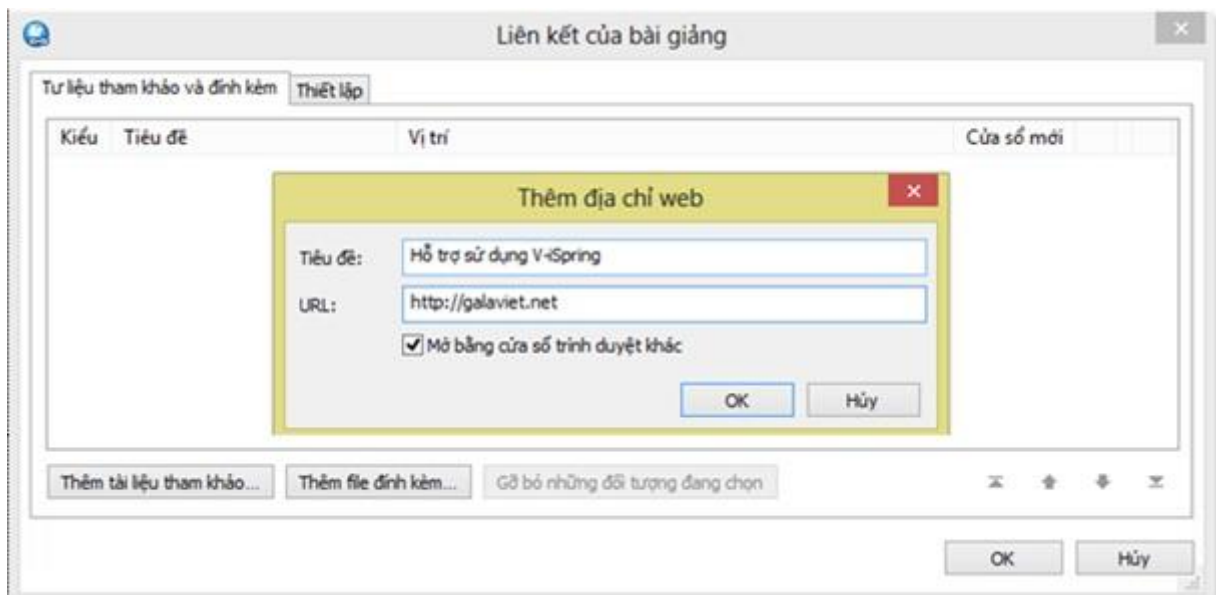 Liên kết của bài giảng
Tư liệu tham khảo và đính kèm Thiết lập
Kiểu Tiêu đề Vị trí Cửa sổ mới
Thêm địa chỉ web
Tiêu đề: Hỗ trợ sử dụng V-iSpring
URL: http://galaviet.net
Mở bằng cửa sổ trình duyệt khác
OK Hủy
Thêm tài liệu tham khảo... Thêm file đính kèm... Gỡ bỏ những đối tượng đang chọn
OK Hủy